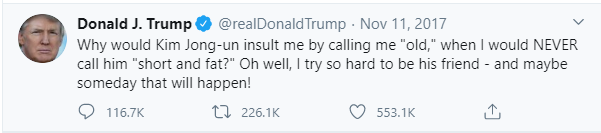 Donald J. Trump @realDonaldTrump · Nov 11, 2017
Why would Kim Jong-un insult me by calling me "old," when I would NEVER
call him "short and fat?" Oh well, I try so hard to be his friend - and maybe
someday that will happen!
116.7K 226.1K 553.1K